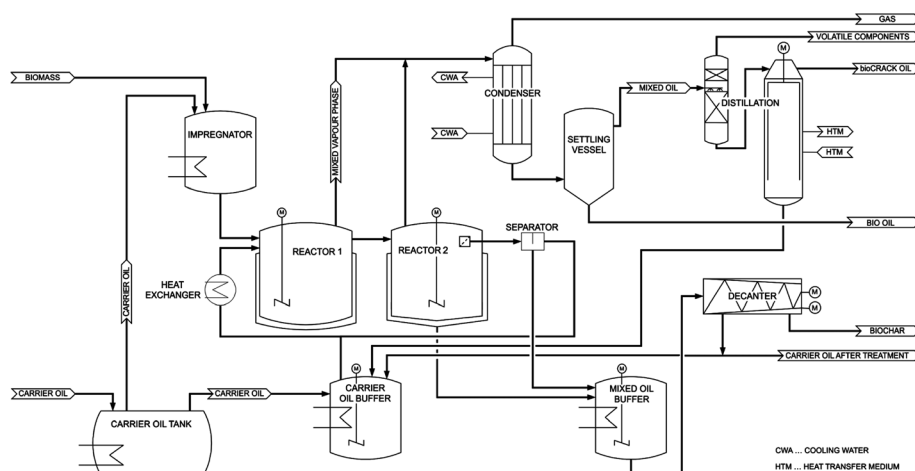 GAS
VOLATILE COMPONENTS
M
bioCRACK OIL
BIOMASS
CWA
CONDENSER
MIXED OIL
DISTILLATION
MIXED VAPOUR PHASE
IMPREGNATOR
CWA
SETTLING
VESSEL
HTM
HTM
M
M
BIO OIL
SEPARATOR
REACTOR 1
REACTOR 2
CARRIER OIL
HEAT
EXCHANGER
DECANTER
M
M
BIOCHAR
CARRIER OIL AFTER TREATMENT
M
M
CARRIER OIL
CARRIER OIL
CARRIER
OIL BUFFER
MIXED OIL
BUFFER
CARRIER OIL TANK
CWA ... COOLING WATER
HTM ... HEAT TRANSFER MEDIUM